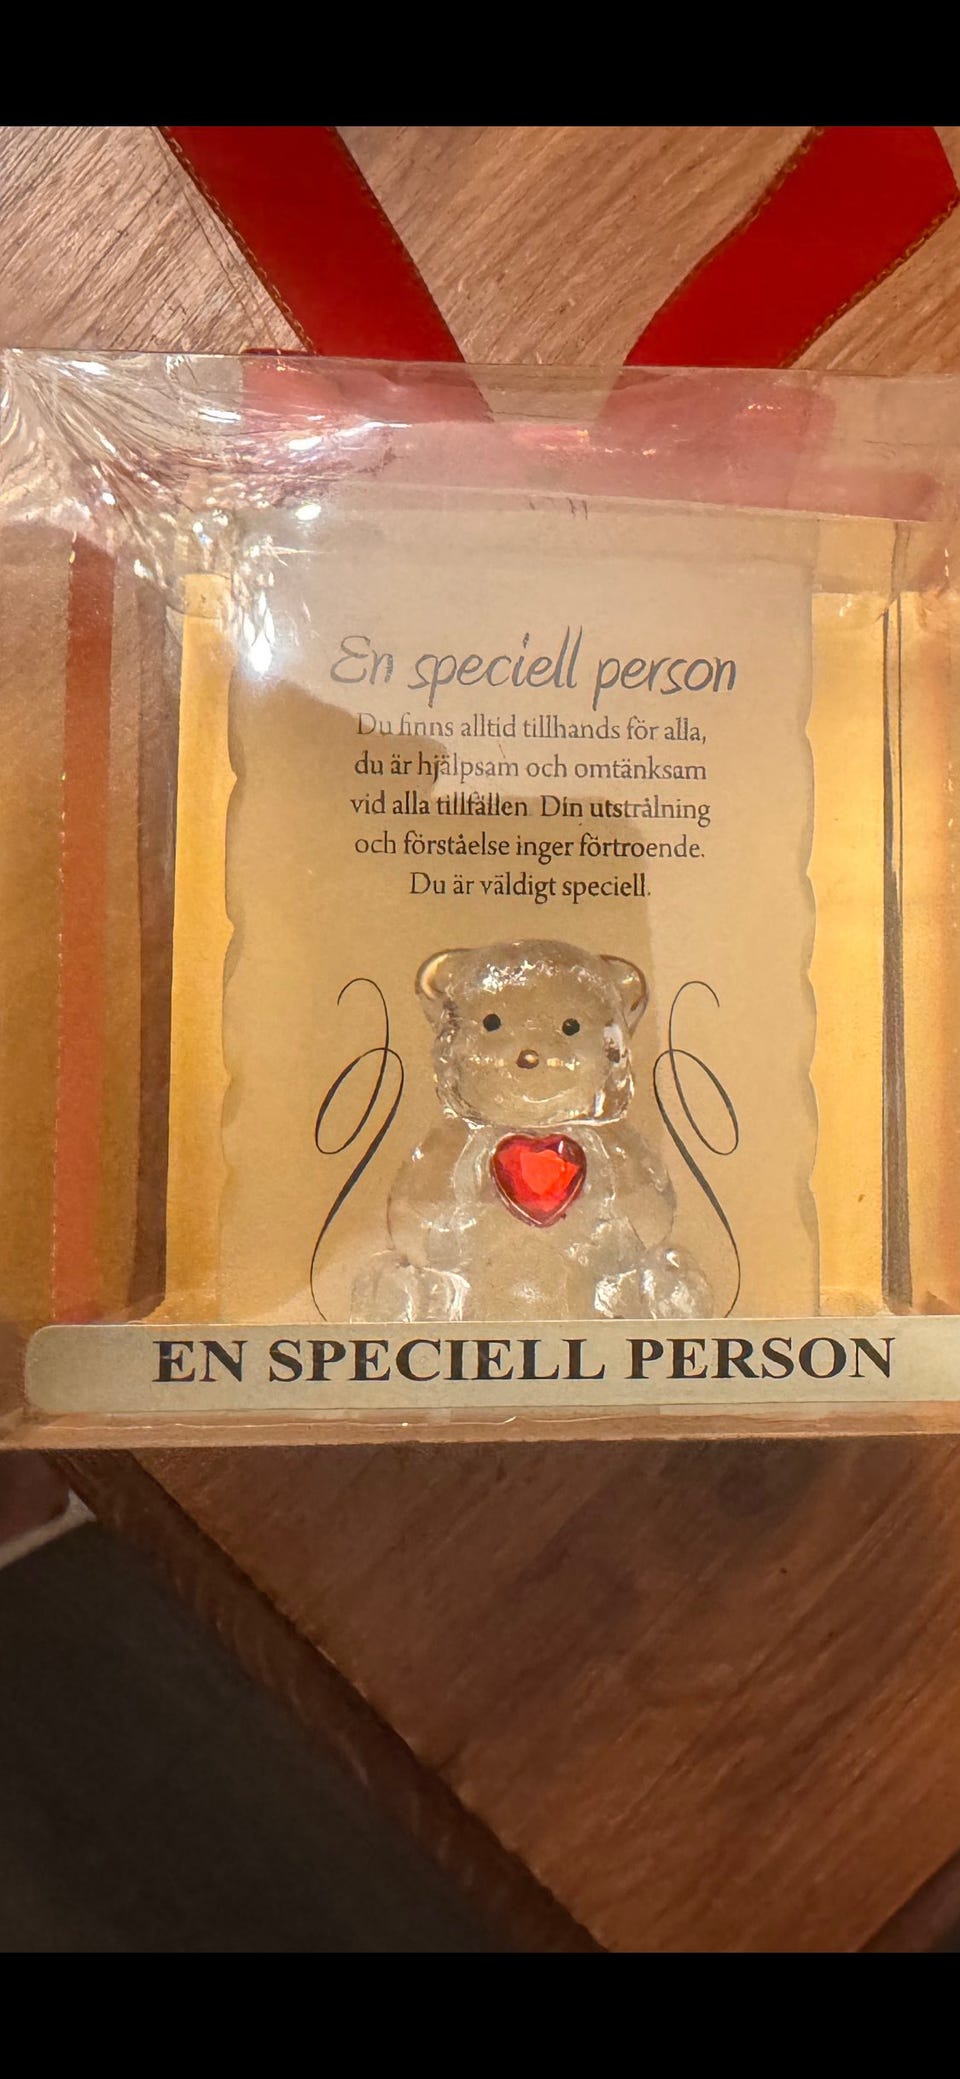 En speciell person
Du finns alltid tillhands för alla,
du är hjälpsam och omtänksam
vid alla tillfällen. Din utstrålning
och förståelse inger förtroende.
Du är väldigt speciell.
EN SPECIELL PERSON